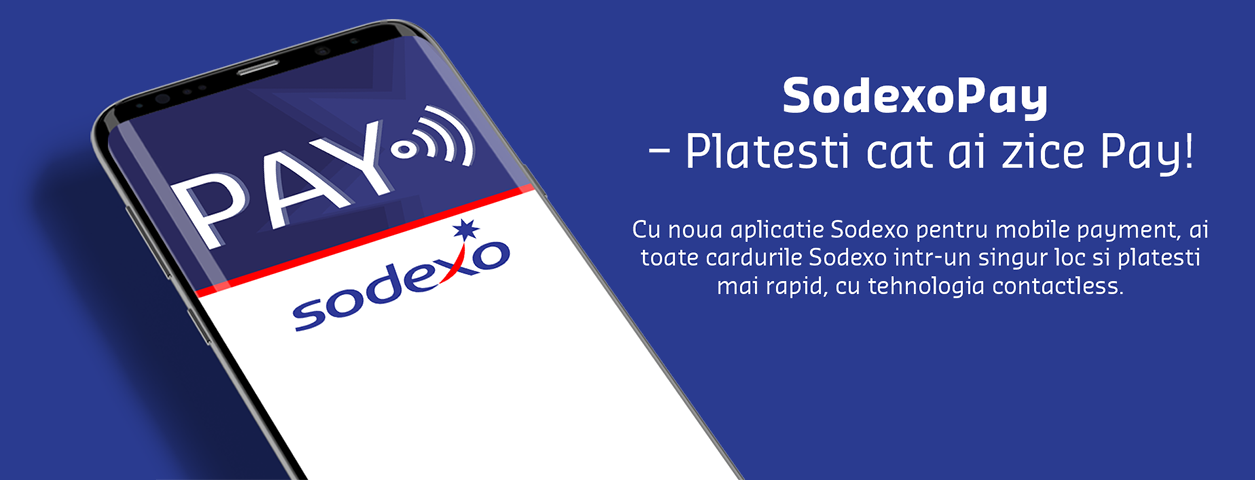 PAY
sodexo
SodexoPay
– Platesti cat ai zice Pay!
Cu noua aplicatie Sodexo pentru mobile payment, ai
toate cardurile Sodexo intr-un singur loc si platesti
mai rapid, cu tehnologia contactless.